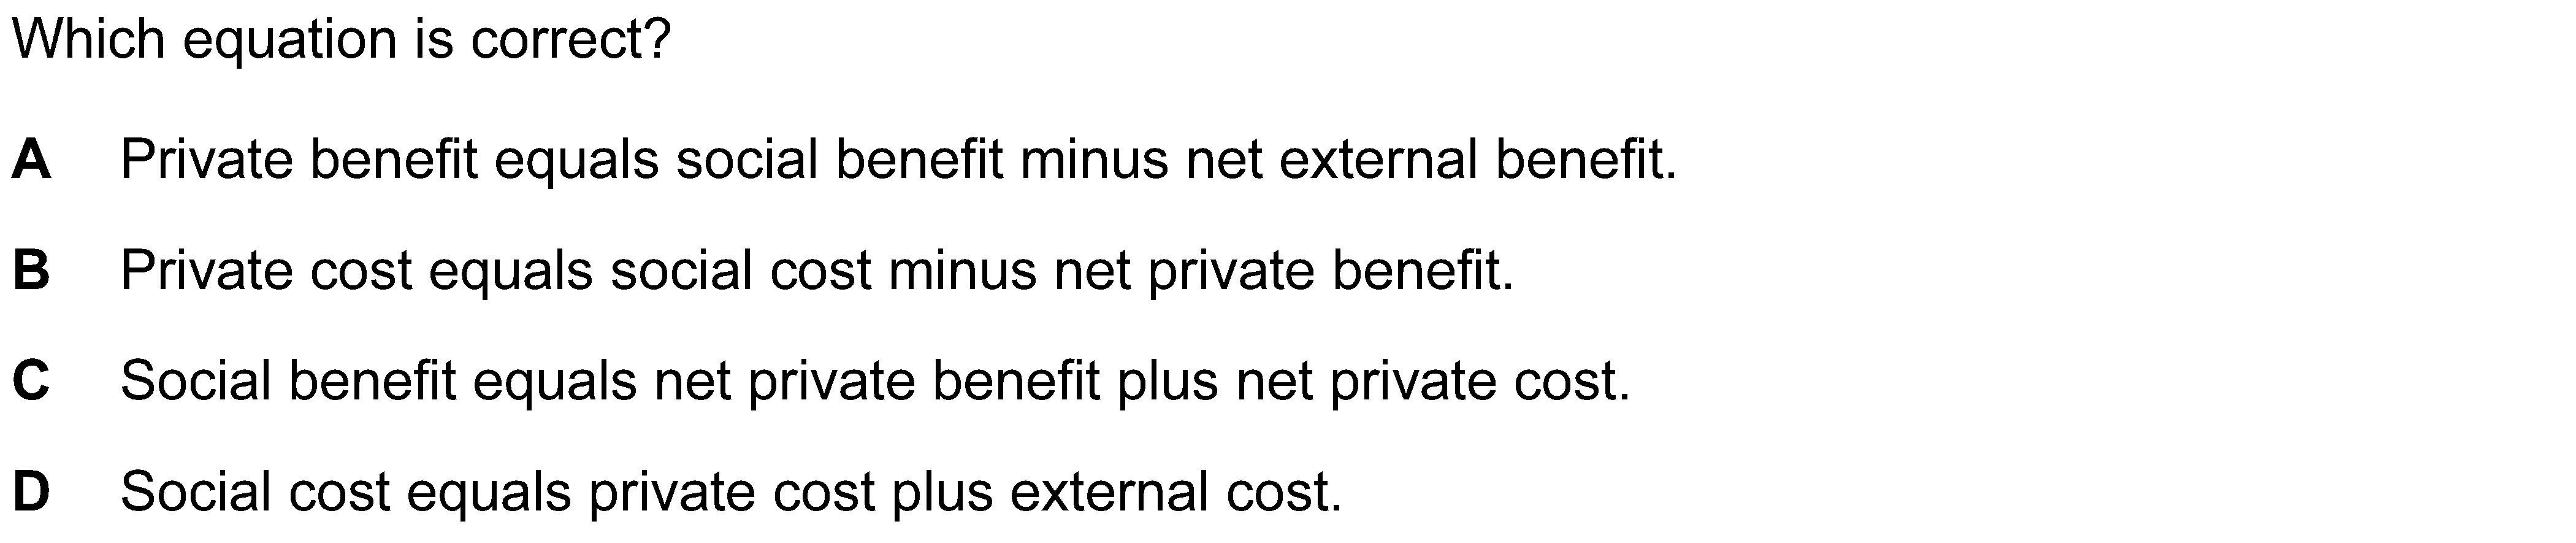 Which equation is correct?
A Private benefit equals social benefit minus net external benefit.
B Private cost equals social cost minus net private benefit.
C Social benefit equals net private benefit plus net private cost.
D Social cost equals private cost plus external cost.